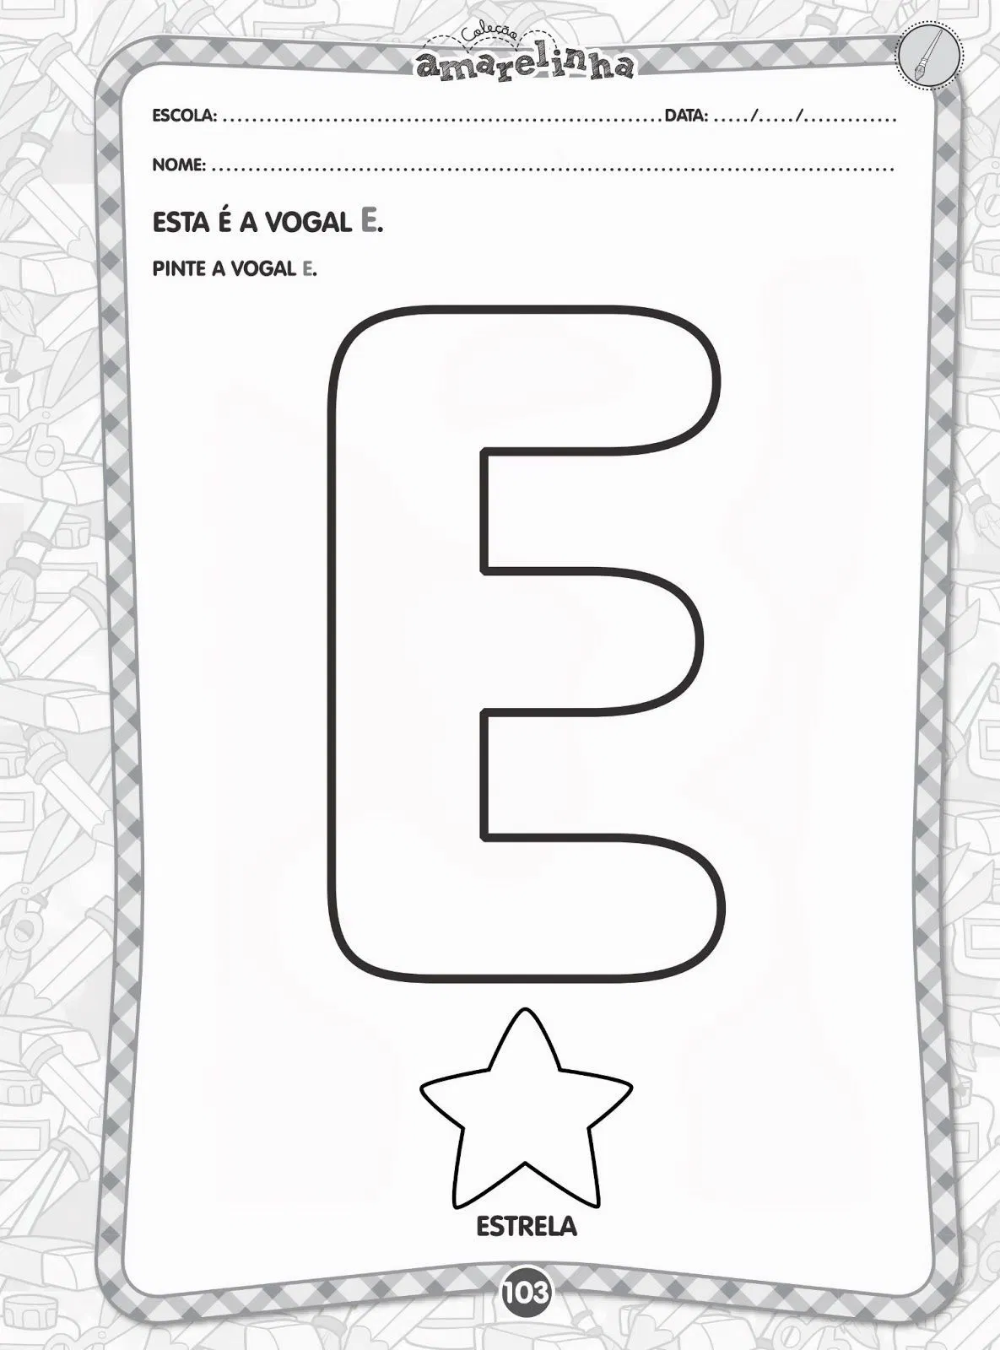 Coleção
amarelinha
ESCOLA: ............................................................ DATA: ...../...../.............
NOME: .............................................................................................
ESTA É A VOGAL E.
PINTE A VOGAL E.
E
ESTRELA
103